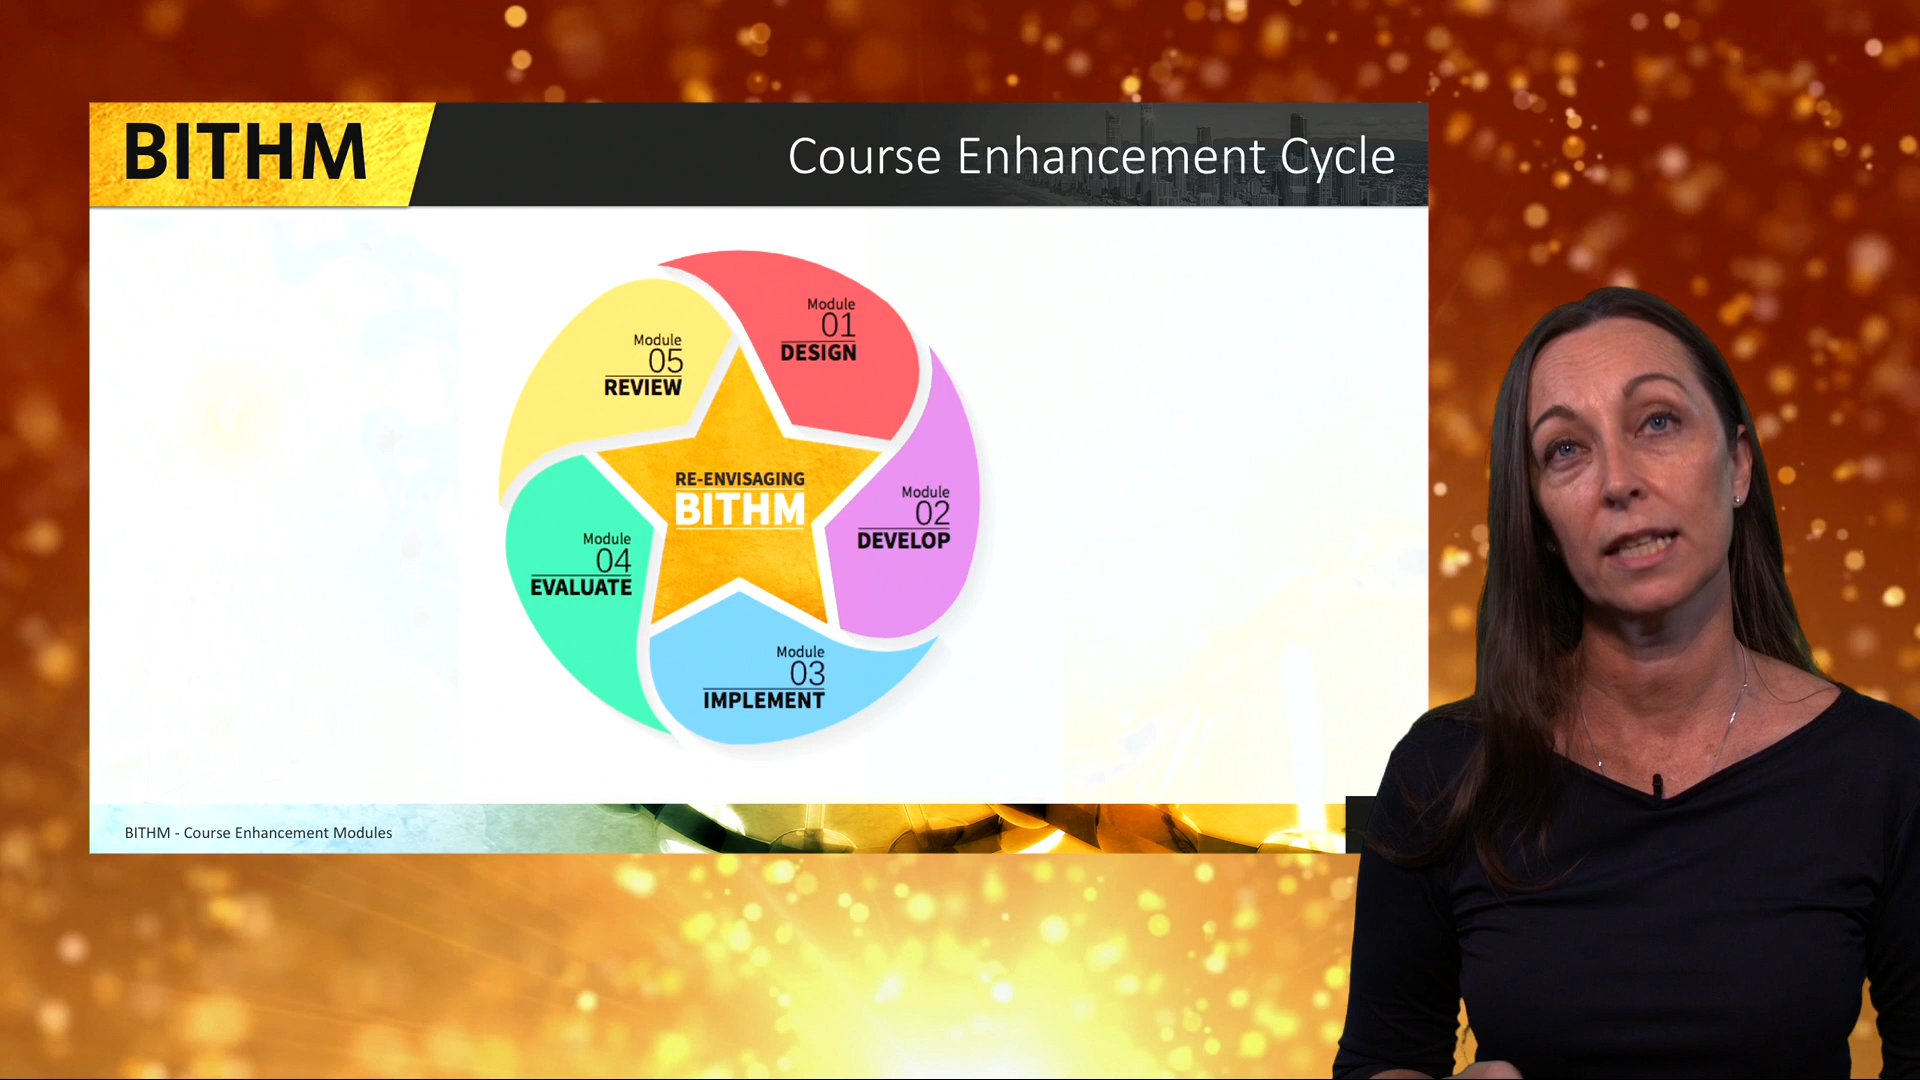 BITHM
Course Enhancement Cycle
Module
01
DESIGN
Module
02
DEVELOP
Module
03
IMPLEMENT
Module
04
EVALUATE
Module
05
REVIEW
RE-ENVISAGING
BITHM
BITHM - Course Enhancement Modules